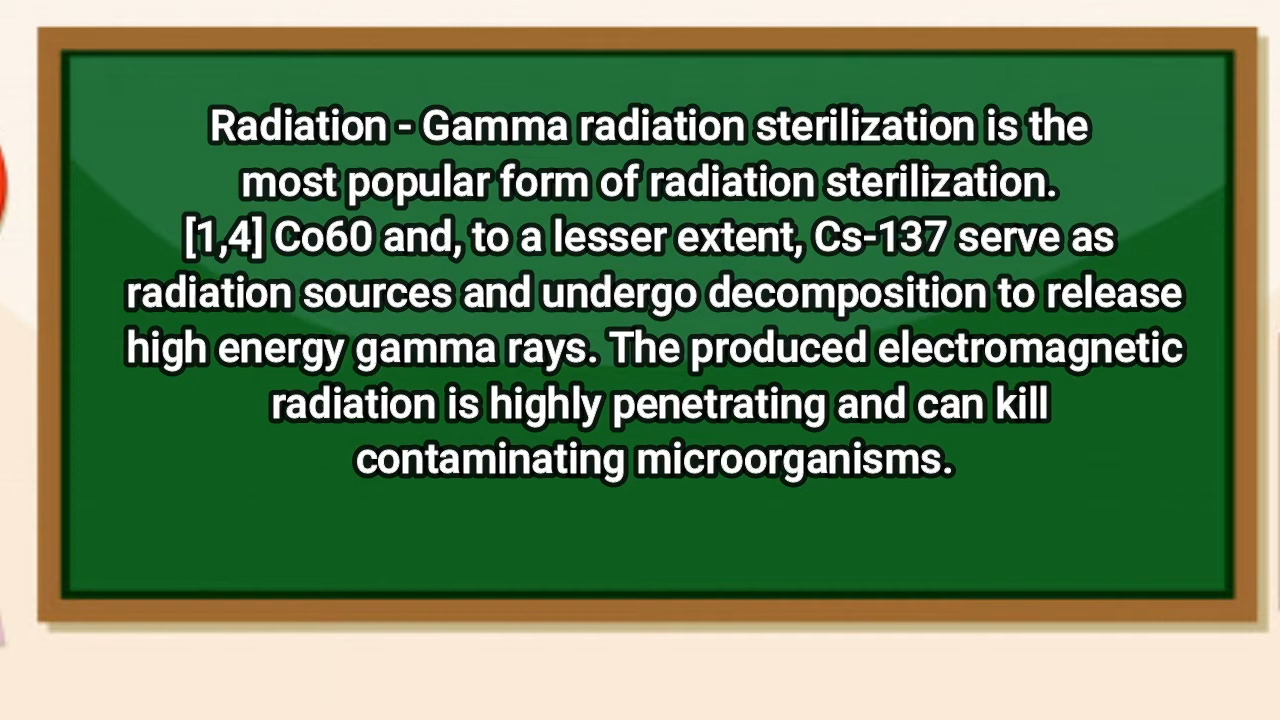 Radiation - Gamma radiation sterilization is the
most popular form of radiation sterilization.
[1,4] Co60 and, to a lesser extent, Cs-137 serve as
radiation sources and undergo decomposition to release
high energy gamma rays. The produced electromagnetic
radiation is highly penetrating and can kill
contaminating microorganisms.